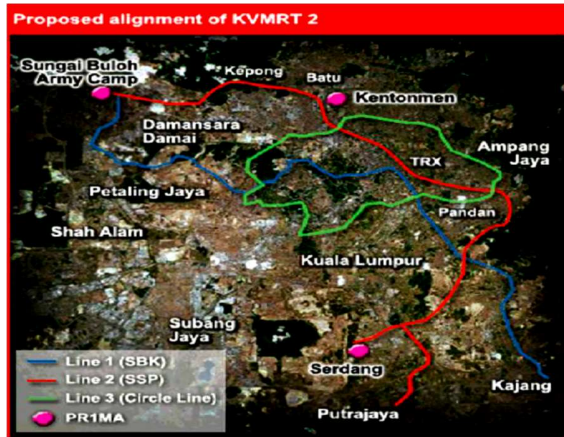 Proposed alignment of KVMRT 2
Sungai Buloh
Army Camp
Kepong
Batu
Kentonmen
Damansara
Damai
Ampang
Jaya
TRX
Petaling Jaya
Pandan
Shah Alam
Kuala Lumpur
Subang
Jaya
Serdang
Kajang
Putrajaya
Line 1 (SBK)
Line 2 (SSP)
Line 3 (Circle Line)
PR1MA